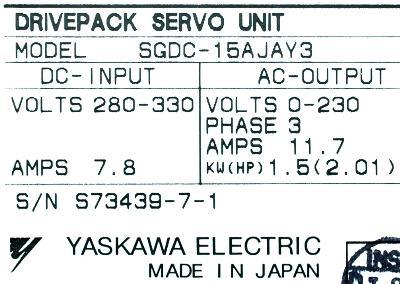 DRIVEPACK SERVO UNIT
MODEL SGDC-15AJAY3
DC-INPUT AC-OUTPUT
VOLTS 280-330 VOLTS 0-230
PHASE 3
AMPS 11.7
AMPS 7.8 KW(HP) 1.5(2.01)
S/N S73439-7-1
YASKAWA ELECTRIC
MADE IN JAPAN
INS